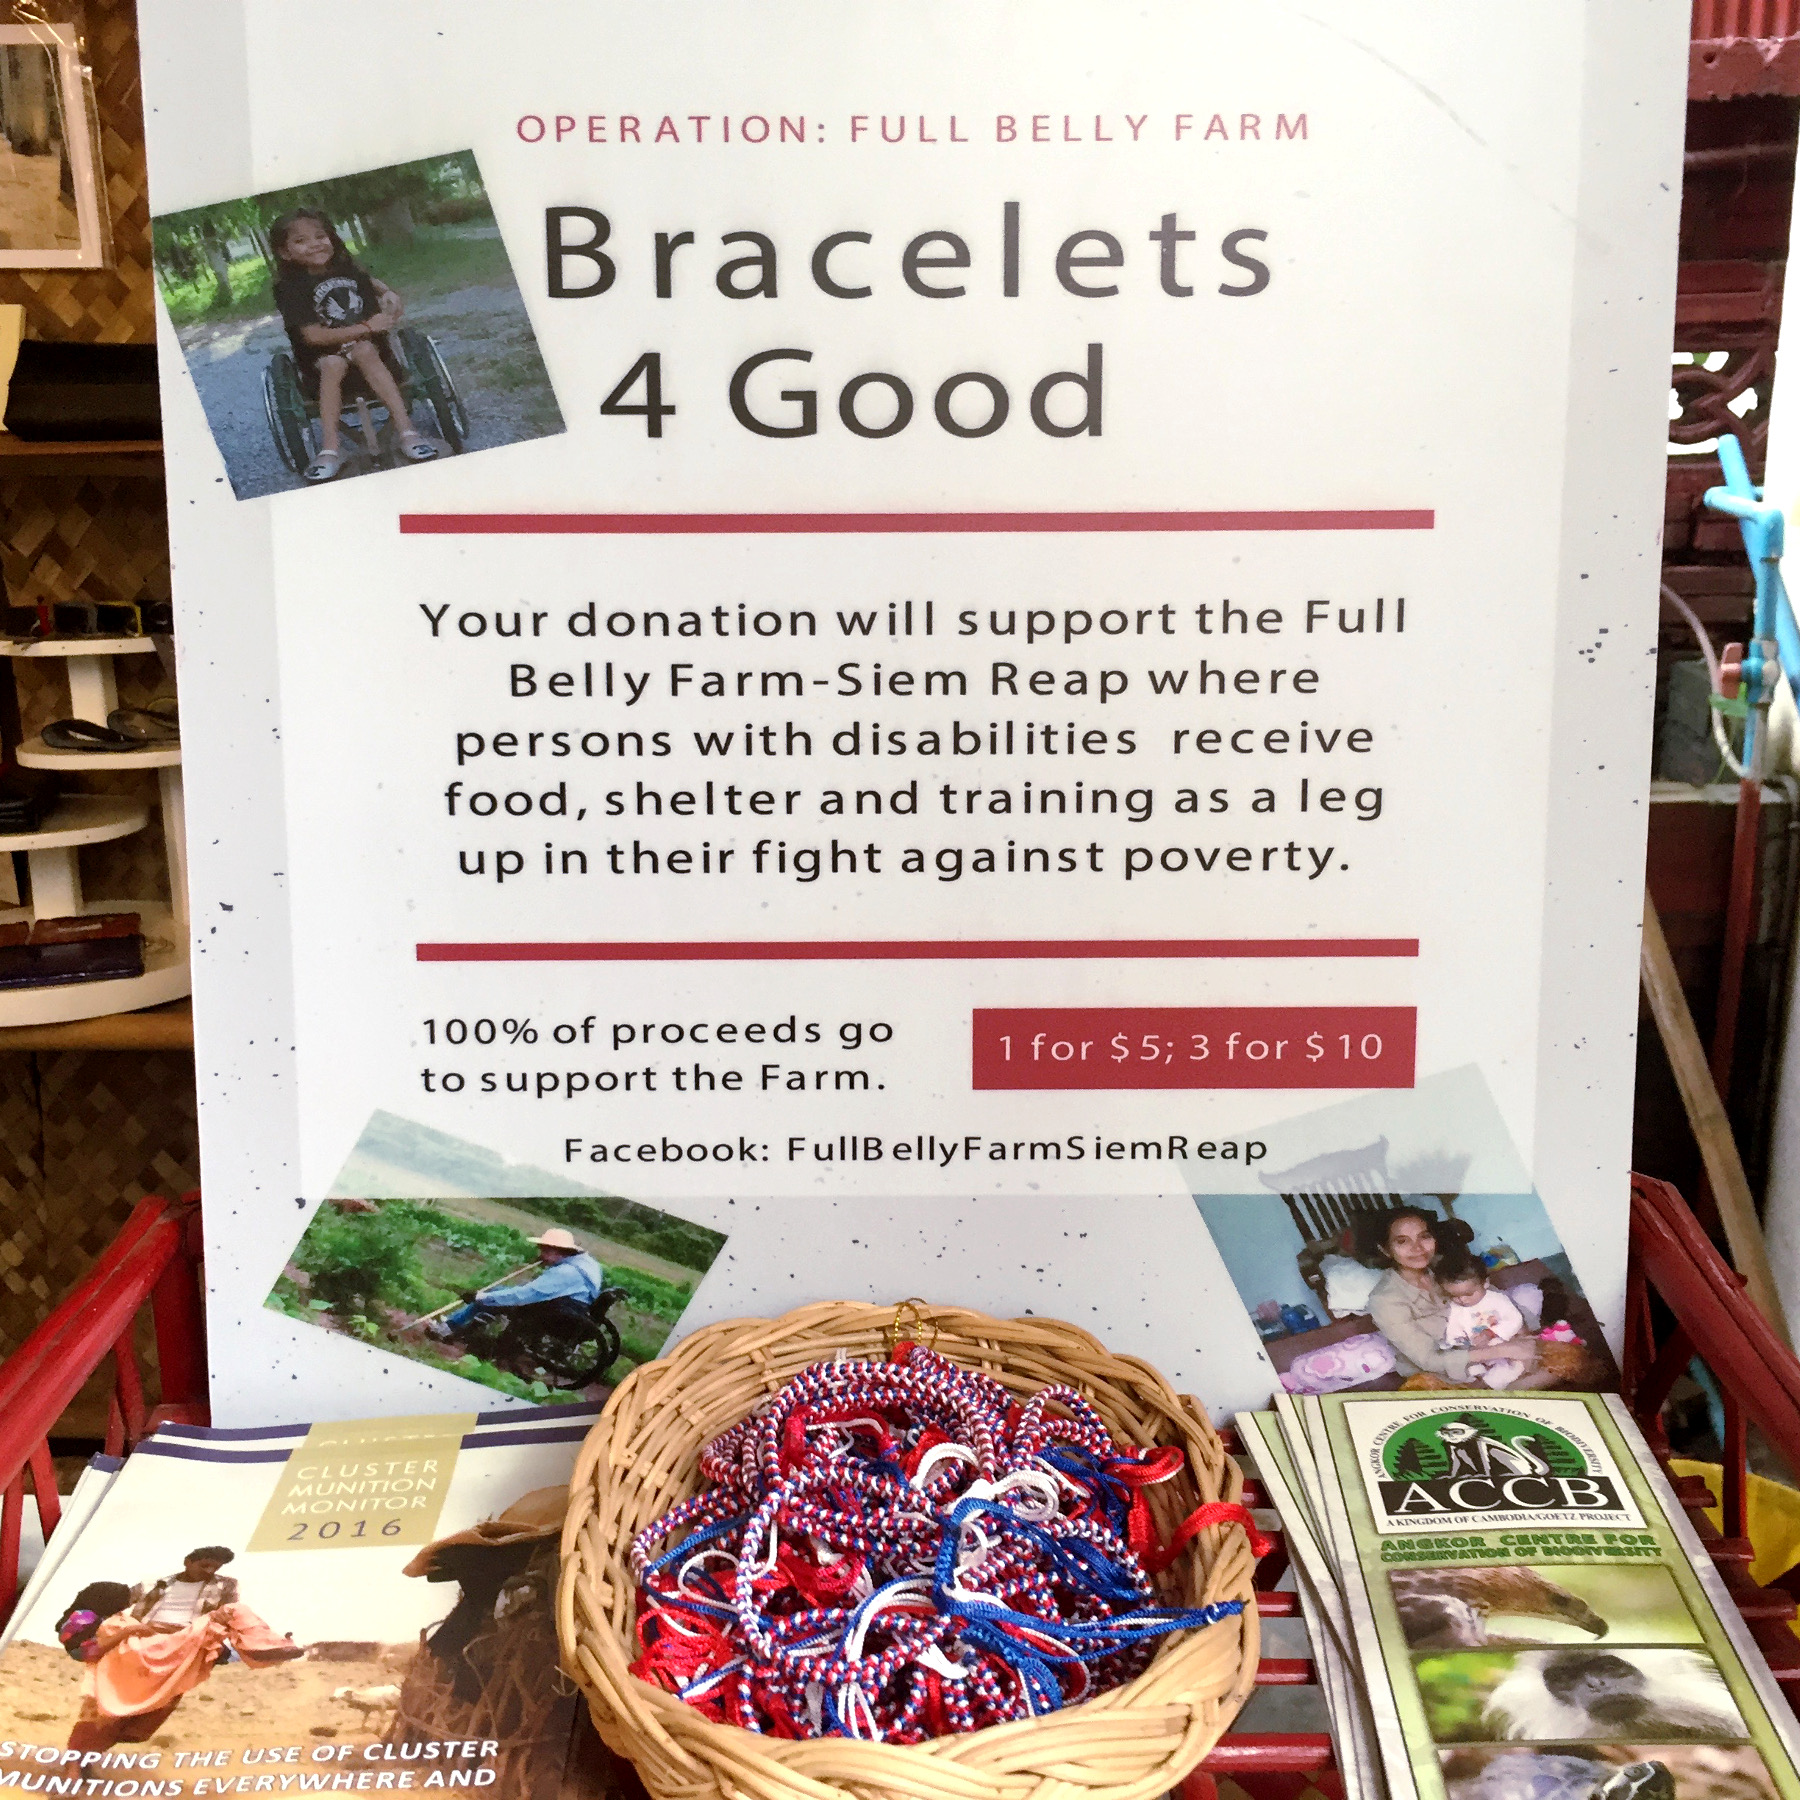 OPERATION: FULL BELLY FARM
Bracelets
4 Good
Your donation will support the Full
Belly Farm-Siem Reap where
persons with disabilities receive
food, shelter and training as a leg
up in their fight against poverty.
100% of proceeds go
to support the Farm.
1 for $5; 3 for $10
Facebook: FullBellyFarmSiemReap
CLUSTER
MUNITION
MONITOR
2016
STOPPING THE USE OF CLUSTER
MUNITIONS EVERYWHERE AND
ANGKOR CENTRE FOR CONSERVATION OF BIODIVERSITY
ACCB
A KINGDOM OF CAMBODIA/GOETZ PROJECT
ANGKOR CENTRE FOR
CONSERVATION OF BIODIVERSITY